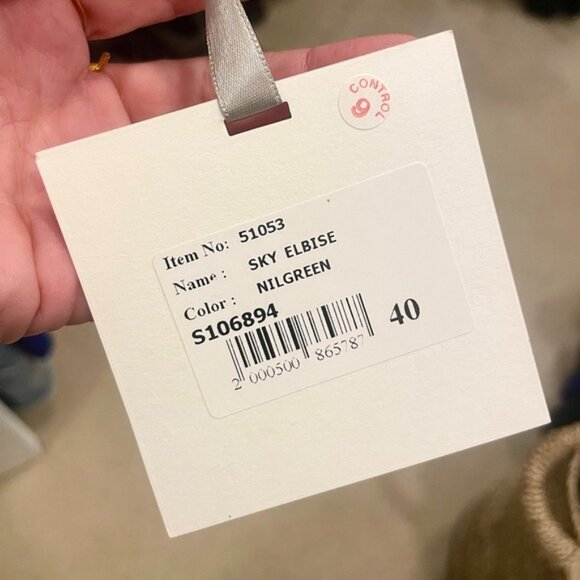 CONTROL
9
Item No: 51053
Name : SKY ELBISE
Color : NILGREEN
S106894
40
2 000500 865787